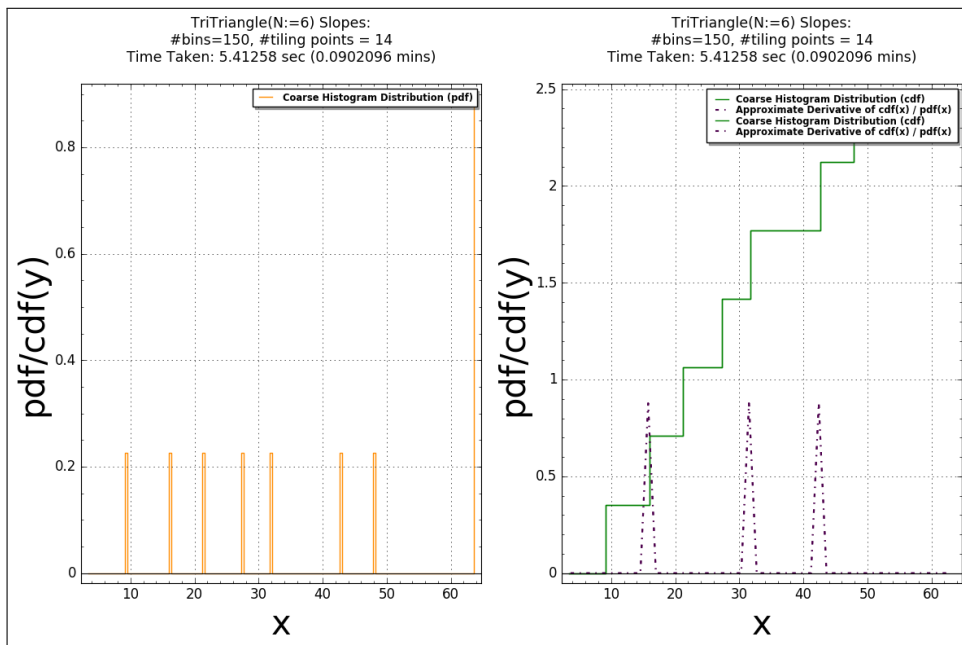 TriTriangle(N:=6) Slopes:
#bins=150, #tiling points = 14
Time Taken: 5.41258 sec (0.0902096 mins)
Coarse Histogram Distribution (pdf)
0.8
0.6
0.4
0.2
0
10 20 30 40 50 60
pdf/cdf(y)
x
TriTriangle(N:=6) Slopes:
#bins=150, #tiling points = 14
Time Taken: 5.41258 sec (0.0902096 mins)
Coarse Histogram Distribution (cdf)
Approximate Derivative of cdf(x) / pdf(x)
Coarse Histogram Distribution (cdf)
Approximate Derivative of cdf(x) / pdf(x)
2.5
2
1.5
1
0.5
0
10 20 30 40 50 60
pdf/cdf(y)
x